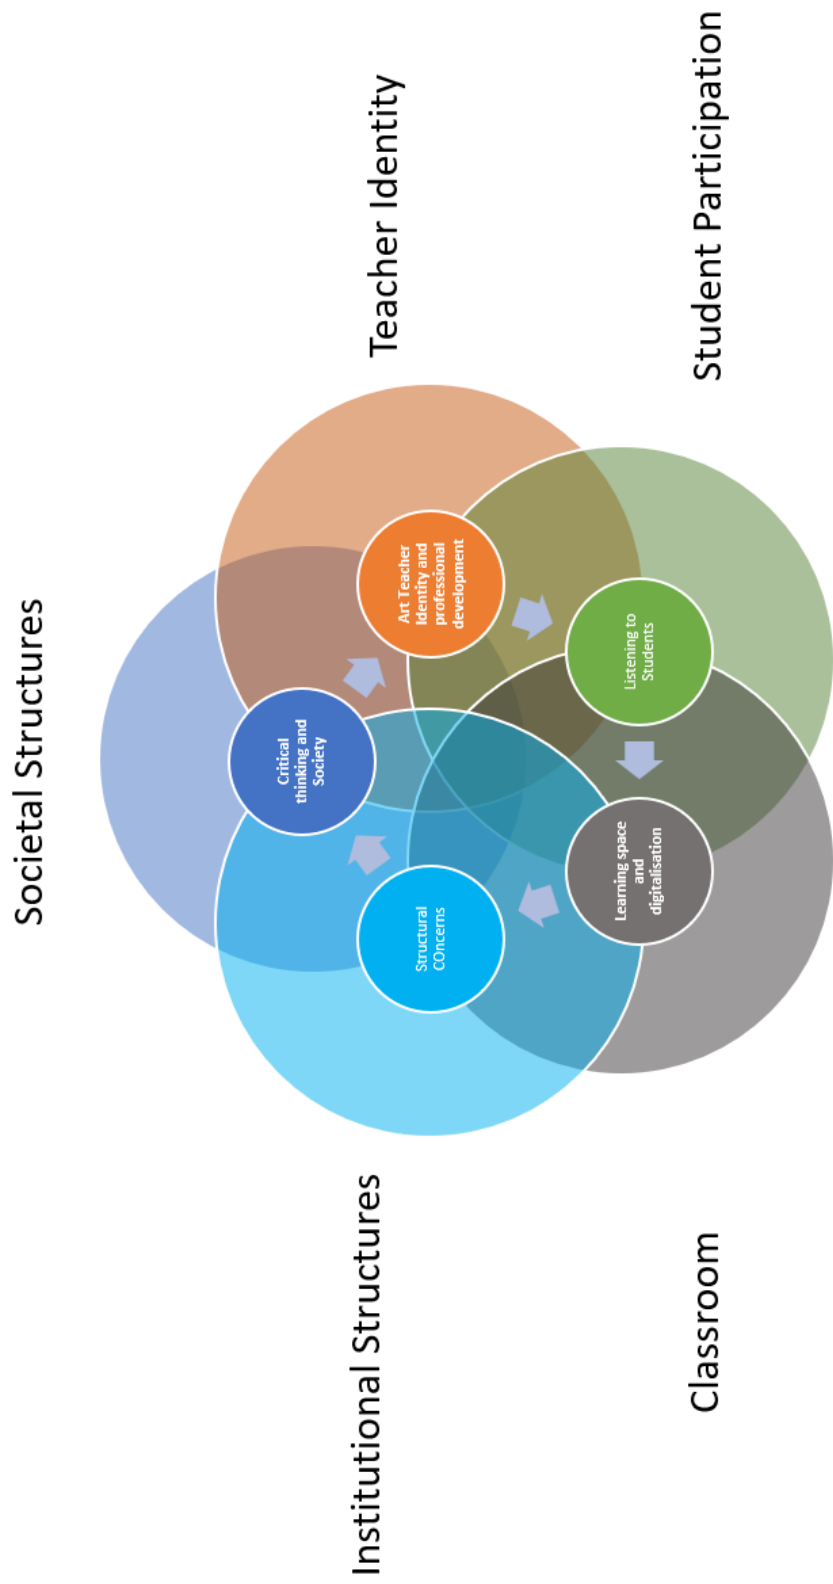 Societal Structures
Teacher Identity
Student Participation
Classroom
Institutional Structures
Critical
thinking and
Society
Art Teacher
Identity and
professional
development
Listening to
Students
Learning space
and
digitalisation
Structural
COncerns